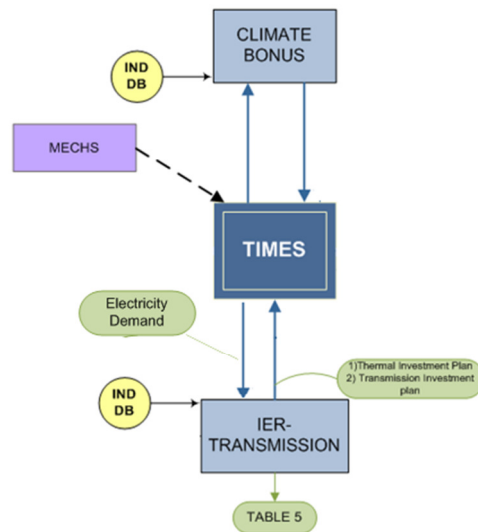 CLIMATE
BONUS
IND
DB
MECHS
TIMES
Electricity
Demand
1)Thermal Investment Plan
2) Transmission Investment
plan
IND
DB
IER-
TRANSMISSION
TABLE 5